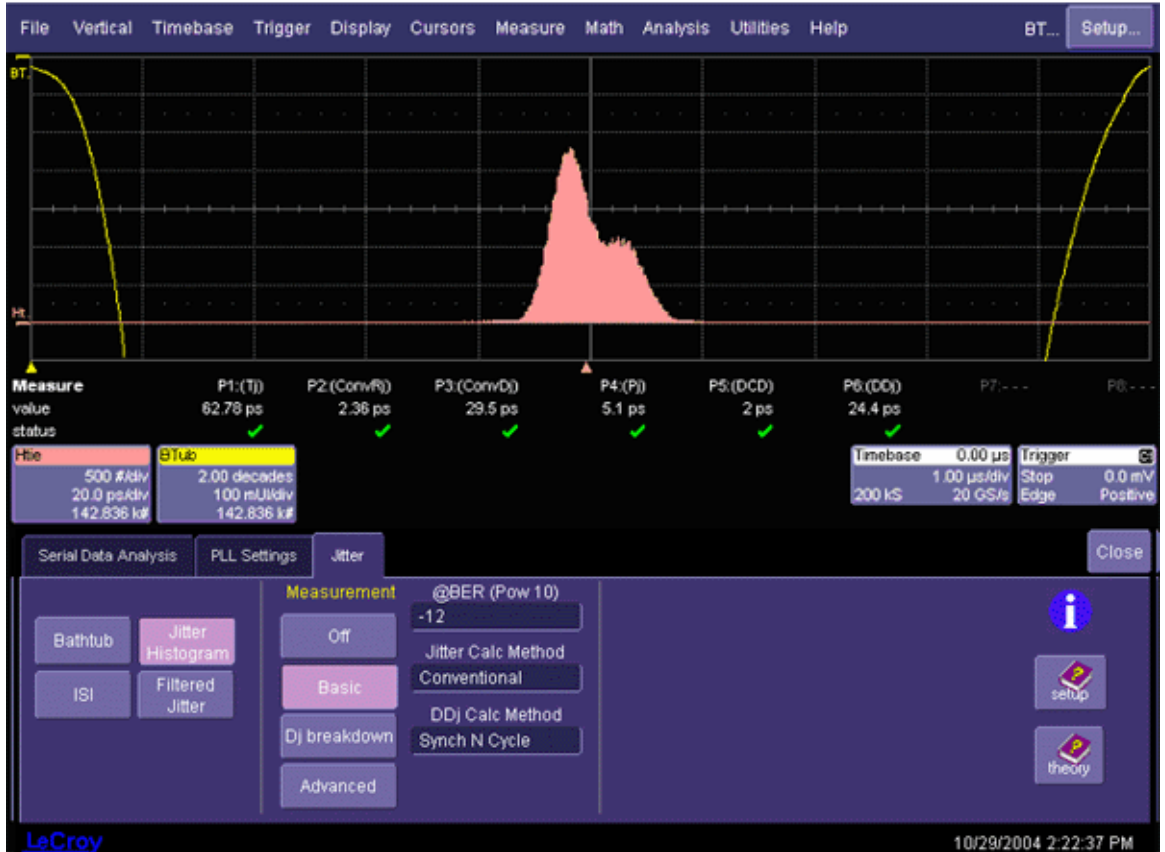 File Vertical Timebase Trigger Display Cursors Measure Math Analysis Utilities Help BT... Setup...
BT.
Ht.
Measure P1:(Tj) P2:(ConvRj) P3:(ConvDj) P4:(Pj) P5:(DCD) P6:(DDj) P7:--- P8:---
value 62.78 ps 2.36 ps 29.5 ps 5.1 ps 2 ps 24.4 ps
status
Htie BTub Timebase 0.00 µs Trigger
500 #/div 2.00 decades 1.00 µs/div Stop 0.0 mV
20.0 ps/div 100 mUI/div 200 kS 20 GS/s Edge Positive
142.836 k# 142.836 k#
Serial Data Analysis PLL Settings Jitter Close
Measurement @BER (Pow 10)
Bathtub Jitter Histogram Off -12
Jitter Calc Method
ISI Filtered Jitter Basic Conventional
DDj Calc Method
Dj breakdown Synch N Cycle
Advanced
setup
theory
LeCroy 10/29/2004 2:22:37 PM